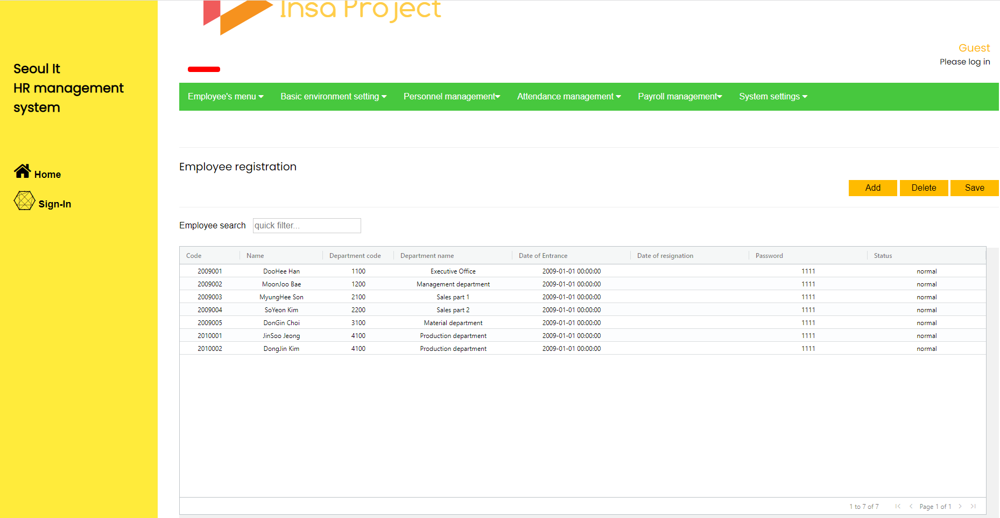 Insa Project
Seoul It
HR management
system
Home
Sign-In
Guest
Please log in
Employee's menu Basic environment setting Personnel management Attendance management Payroll management System settings
Employee registration
Add Delete Save
Employee search quick filter...
Code Name Department code Department name Date of Entrance Date of resignation Password Status
2009001 DooHee Han 1100 Executive Office 2009-01-01 00:00:00 1111 normal
2009002 MoonJoo Bae 1200 Management department 2009-01-01 00:00:00 1111 normal
2009003 MyungHee Son 2100 Sales part 1 2009-01-01 00:00:00 1111 normal
2009004 SoYeon Kim 2200 Sales part 2 2009-01-01 00:00:00 1111 normal
2009005 DonGin Choi 3100 Material department 2009-01-01 00:00:00 1111 normal
2010001 JinSoo Jeong 4100 Production department 2009-01-01 00:00:00 1111 normal
2010002 DongJin Kim 4100 Production department 2009-01-01 00:00:00 1111 normal
1 to 7 of 7 Page 1 of 1